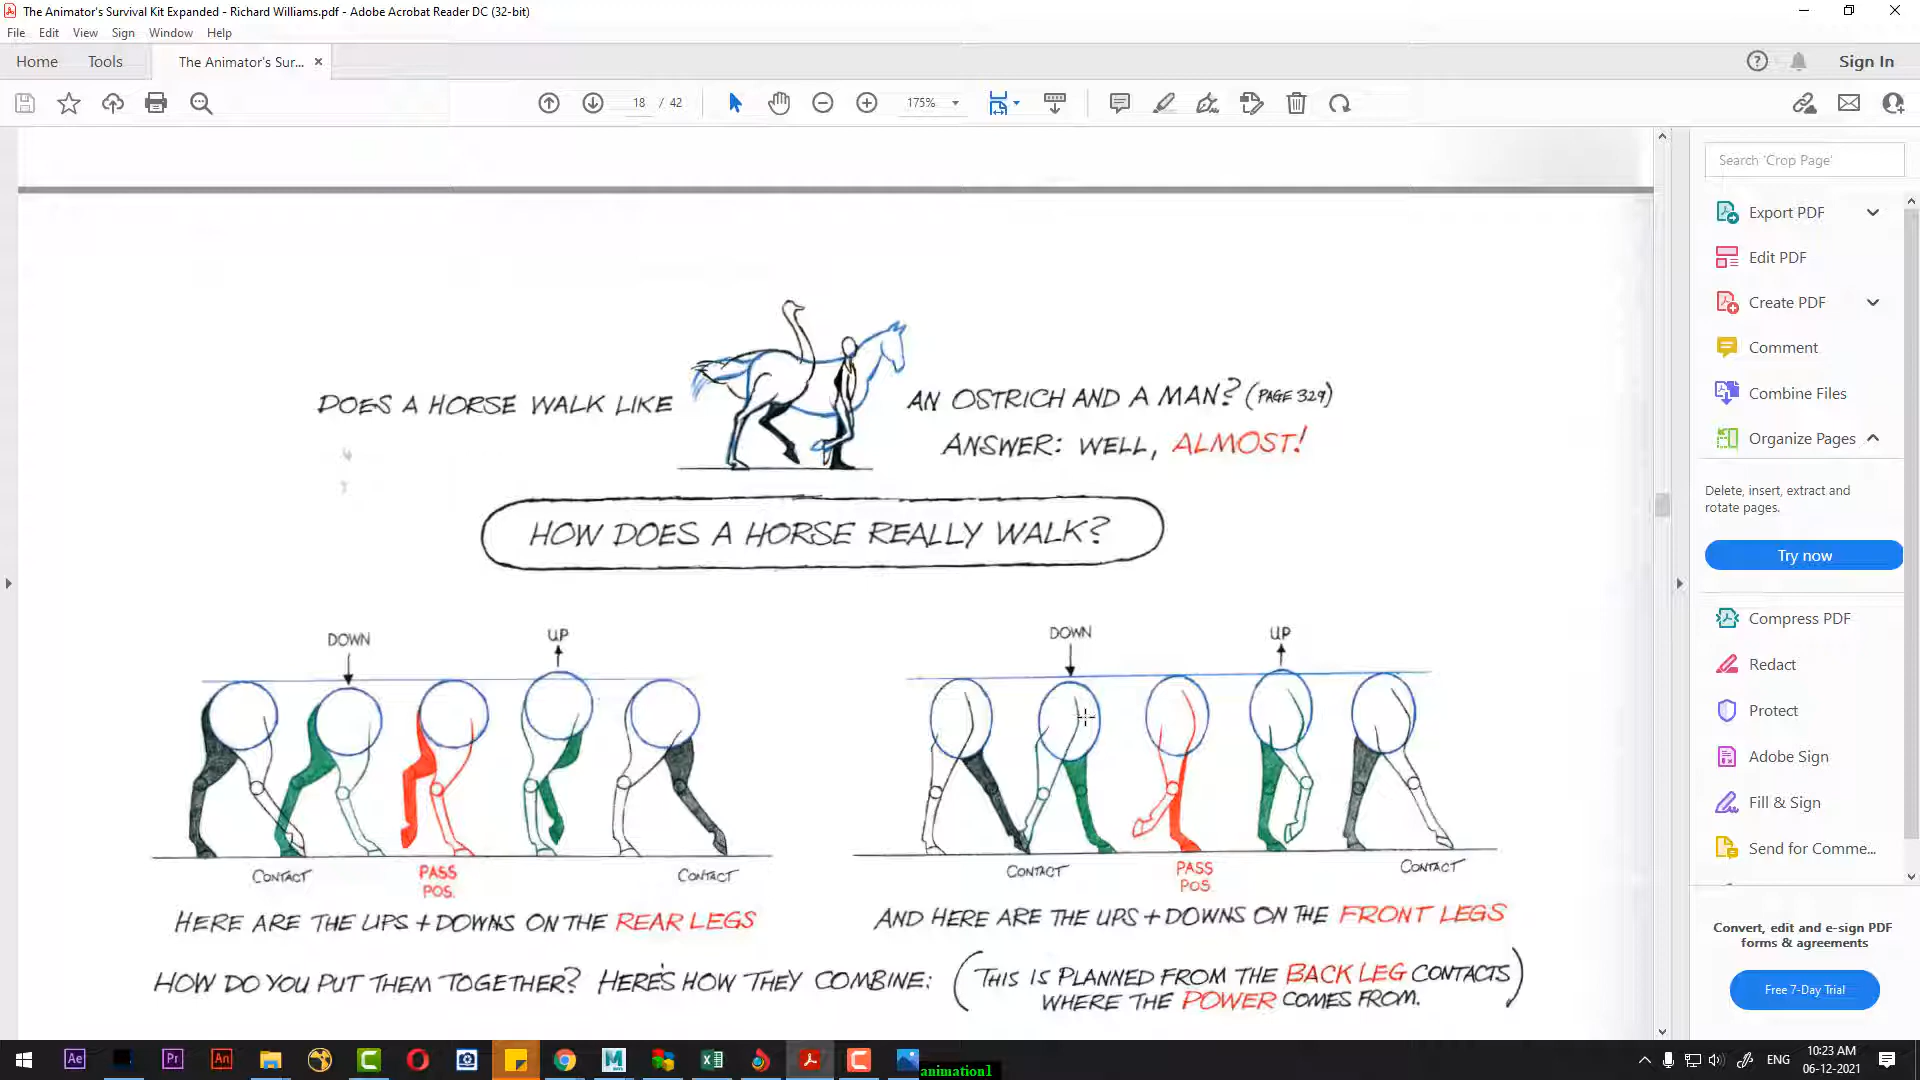 The Animator's Survival Kit Expanded - Richard Williams.pdf - Adobe Acrobat Reader DC (32-bit)
File Edit View Sign Window Help
Home Tools The Animator's Sur... ×
Sign In
18 / 42
175%
Search 'Crop Page'
Export PDF
Edit PDF
Create PDF
Comment
Combine Files
Organize Pages
Delete, insert, extract and
rotate pages.
Try now
Compress PDF
Redact
Protect
Adobe Sign
Fill & Sign
Send for Comme...
Convert, edit and e-sign PDF
forms & agreements
Free 7-Day Trial
DOES A HORSE WALK LIKE
AN OSTRICH AND A MAN? (PAGE 329)
ANSWER: WELL, ALMOST!
HOW DOES A HORSE REALLY WALK?
DOWN UP
CONTACT PASS POS. CONTACT
HERE ARE THE UPS + DOWNS ON THE REAR LEGS
DOWN UP
CONTACT PASS POS CONTACT
AND HERE ARE THE UPS + DOWNS ON THE FRONT LEGS
HOW DO YOU PUT THEM TOGETHER? HERE'S HOW THEY COMBINE:
(THIS IS PLANNED FROM THE BACK LEG CONTACTS
WHERE THE POWER COMES FROM.)
Ae Pr An
animation1
ENG
10:23 AM
06-12-2021